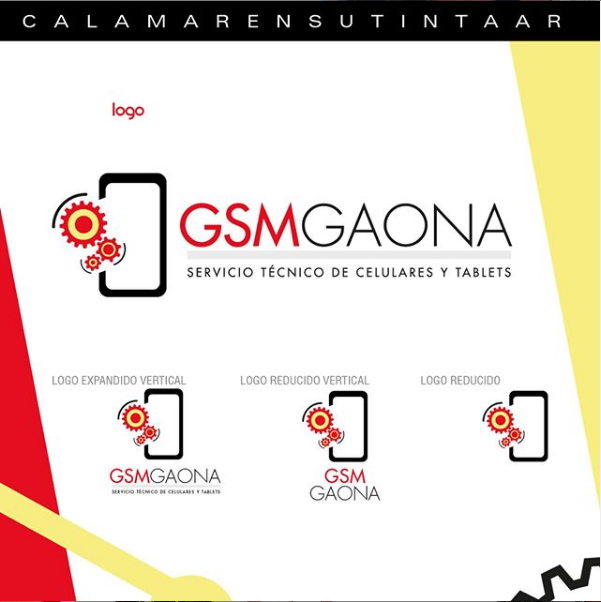 CALAMARENSUTINTAAR
logo
GSMGAONA
SERVICIO TÉCNICO DE CELULARES Y TABLETS
LOGO EXPANDIDO VERTICAL
GSMGAONA
SERVICIO TÉCNICO DE CELULARES Y TABLETS
LOGO REDUCIDO VERTICAL
GSM
GAONA
LOGO REDUCIDO